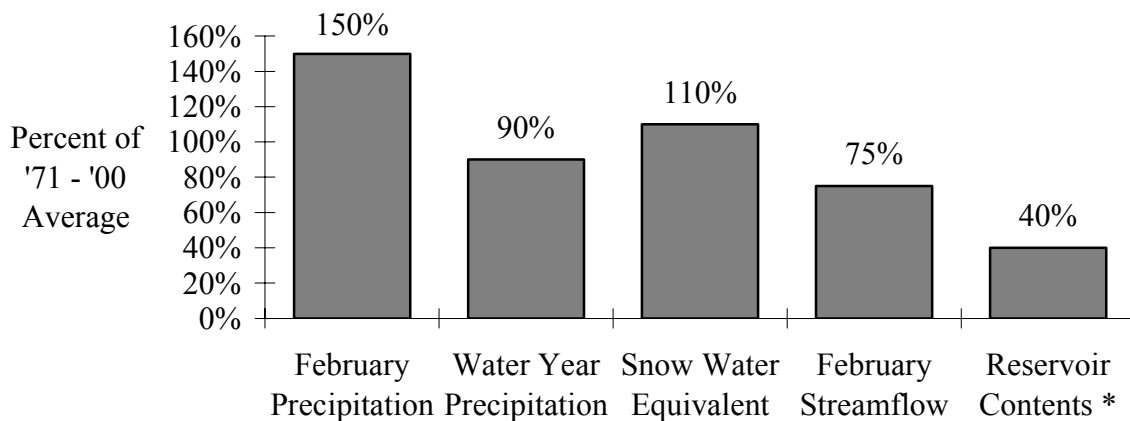 150%
160%
140%
120%
100%
80%
60%
40%
20%
0%
Percent of
'71 - '00
Average
90%
110%
75%
40%
February
Precipitation
Water Year
Precipitation
Snow Water
Equivalent
February
Streamflow
Reservoir
Contents *